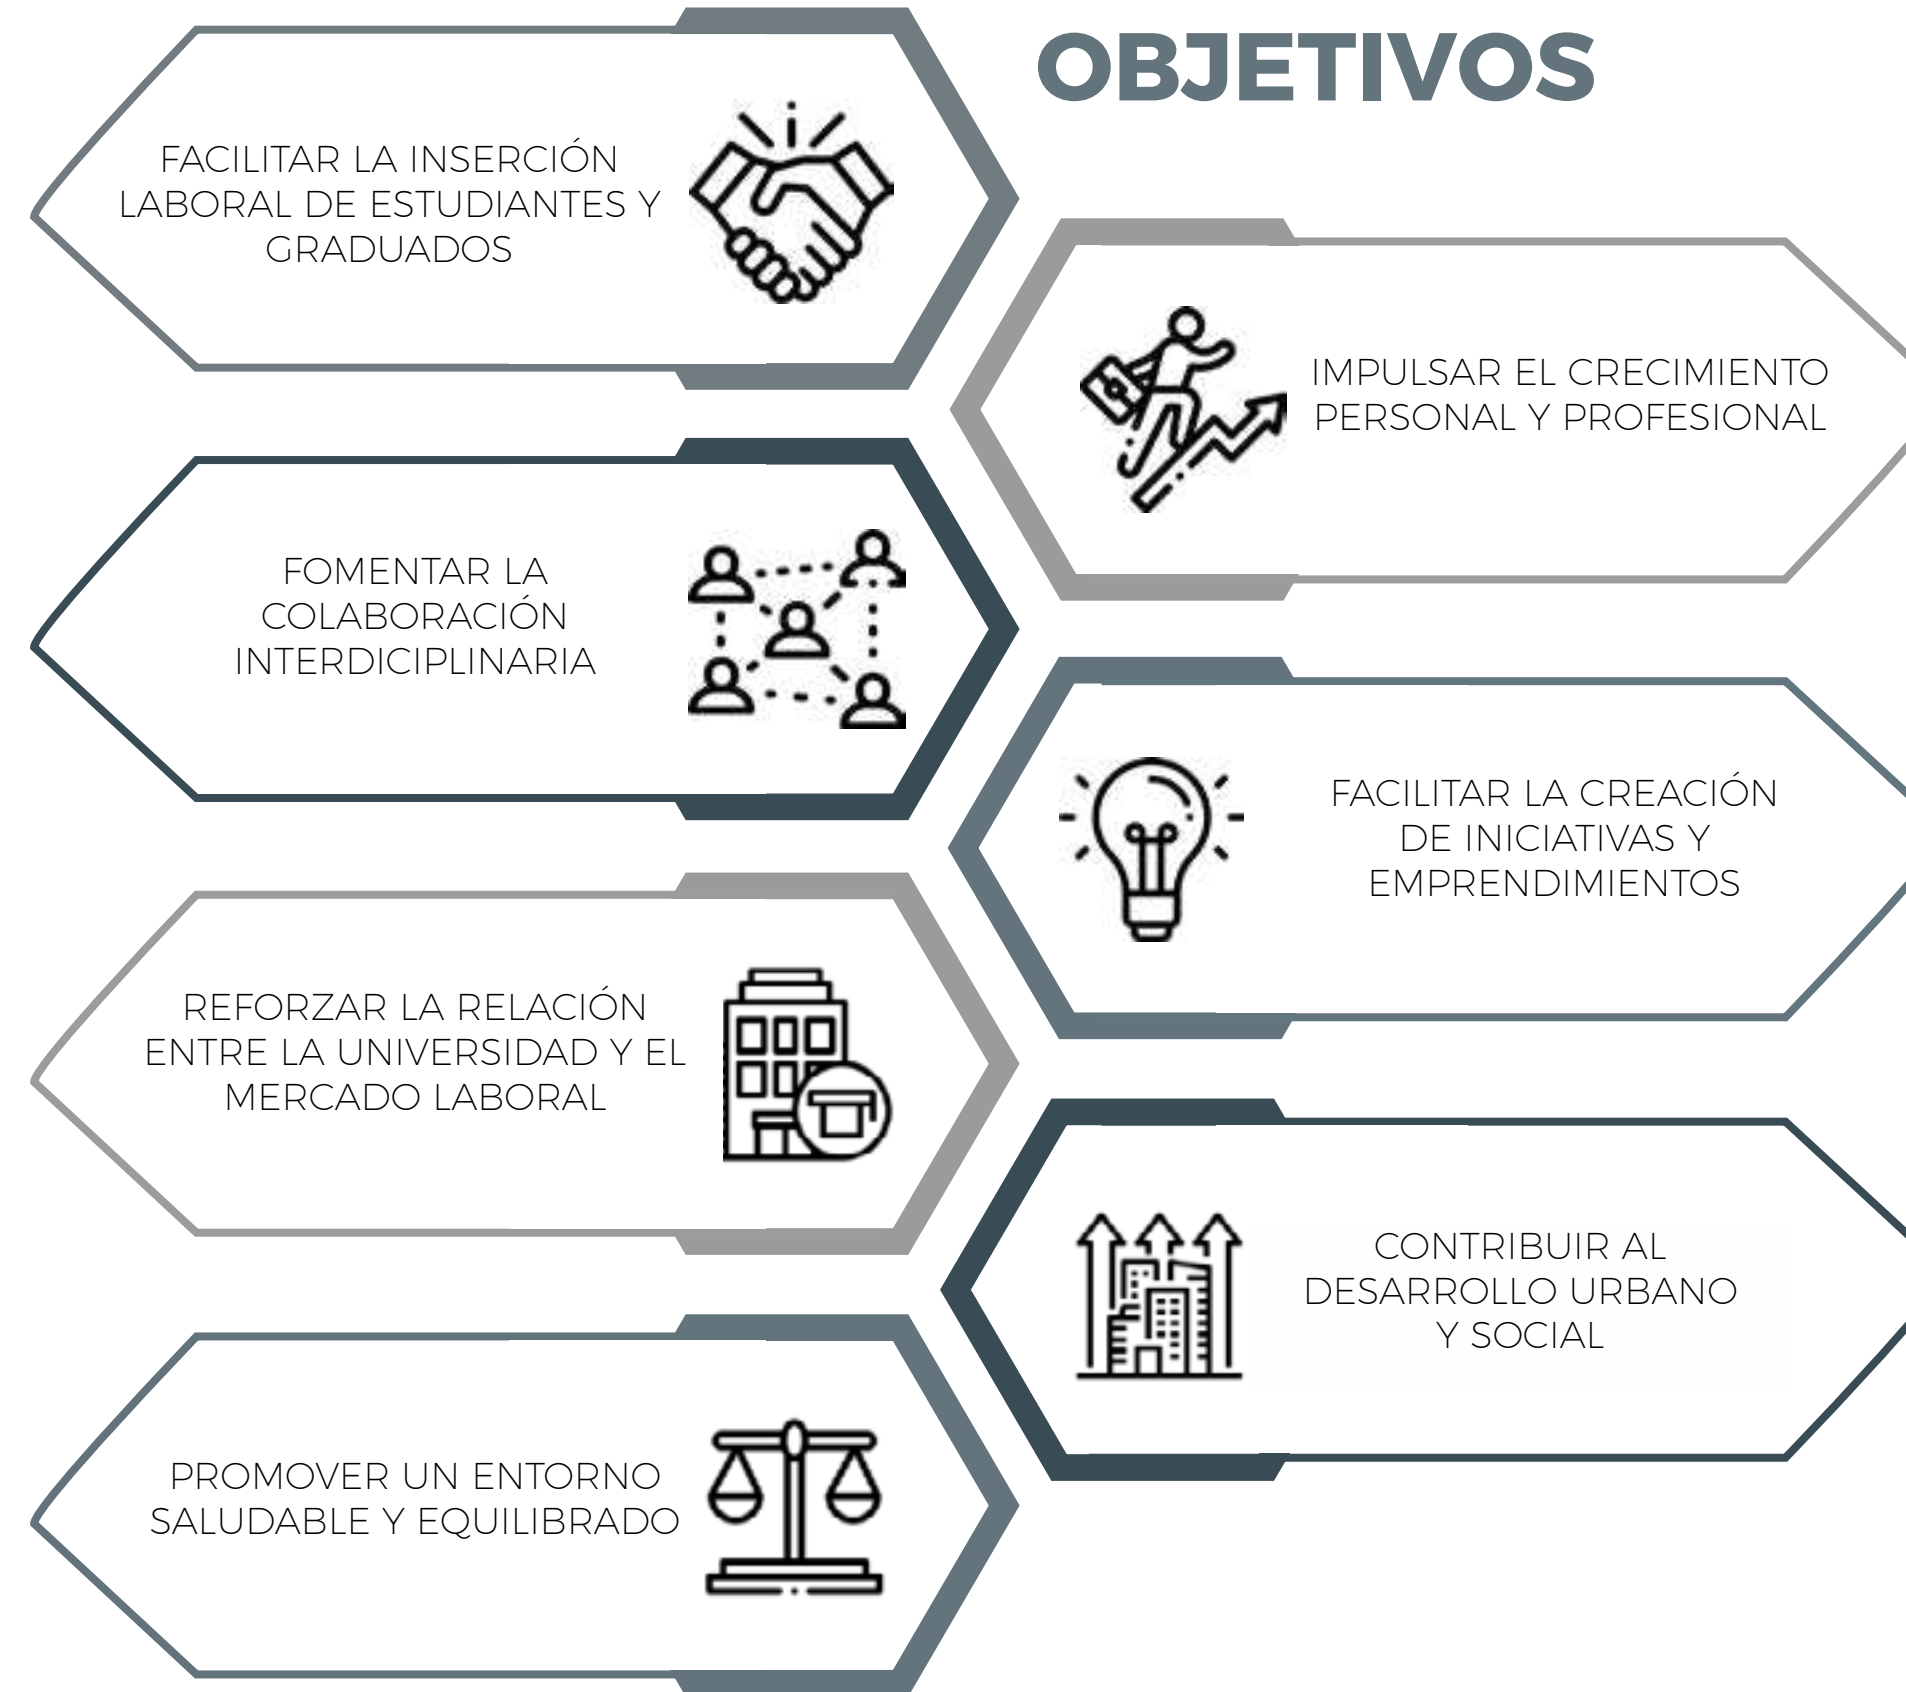 OBJETIVOS
FACILITAR LA INSERCIÓN
LABORAL DE ESTUDIANTES Y
GRADUADOS
IMPULSAR EL CRECIMIENTO
PERSONAL Y PROFESIONAL
FOMENTAR LA
COLABORACIÓN
INTERDICIPLINARIA
FACILITAR LA CREACIÓN
DE INICIATIVAS Y
EMPRENDIMIENTOS
REFORZAR LA RELACIÓN
ENTRE LA UNIVERSIDAD Y EL
MERCADO LABORAL
CONTRIBUIR AL
DESARROLLO URBANO
Y SOCIAL
PROMOVER UN ENTORNO
SALUDABLE Y EQUILIBRADO